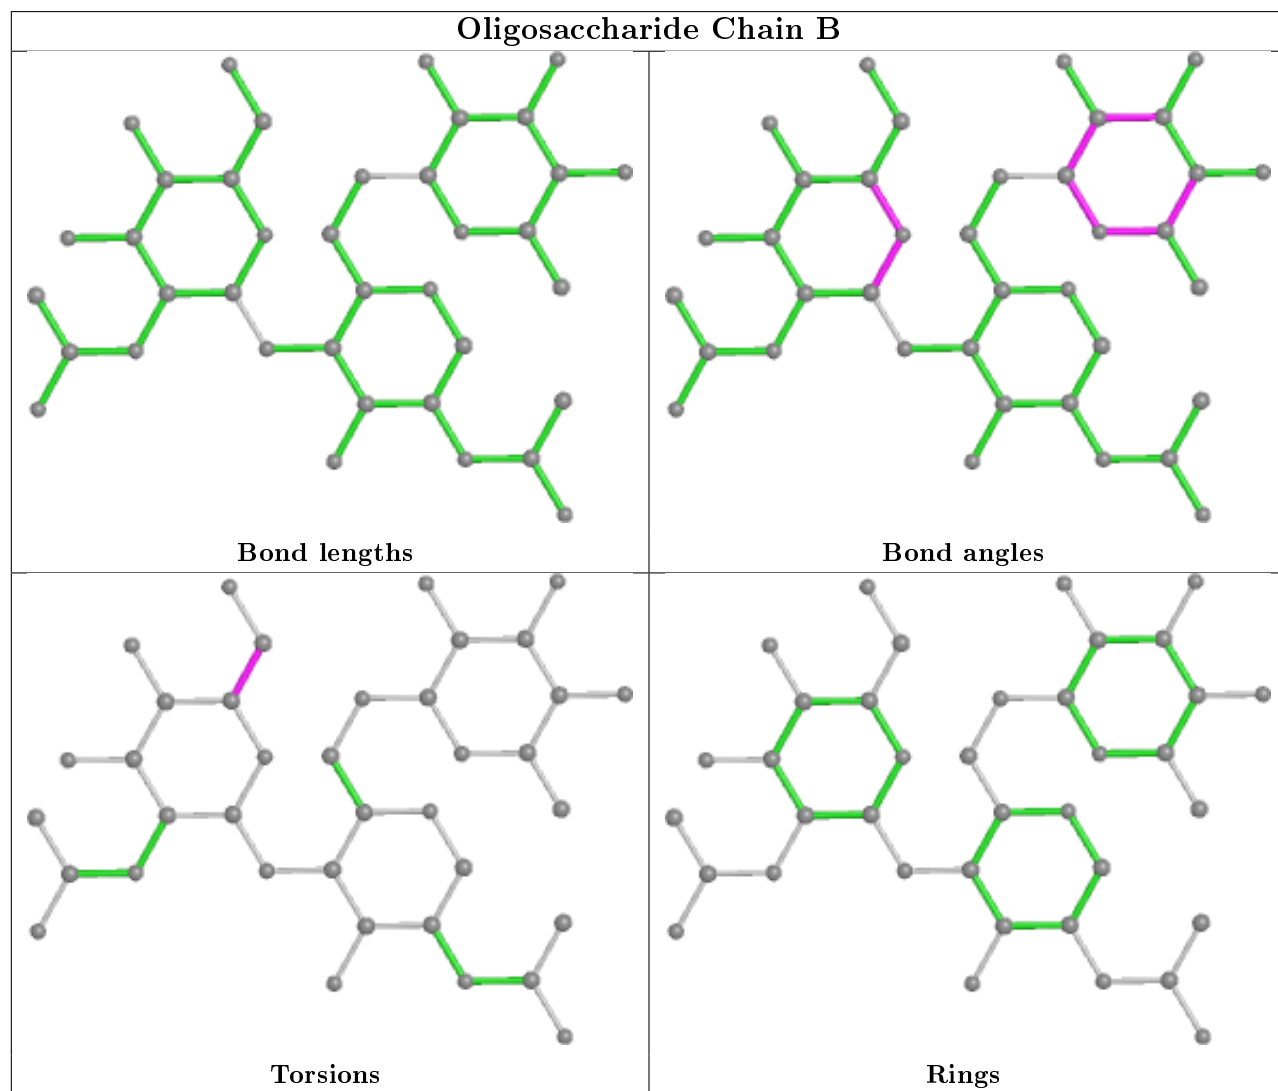 Oligosaccharide Chain B
Bond lengths
Bond angles
Torsions
Rings